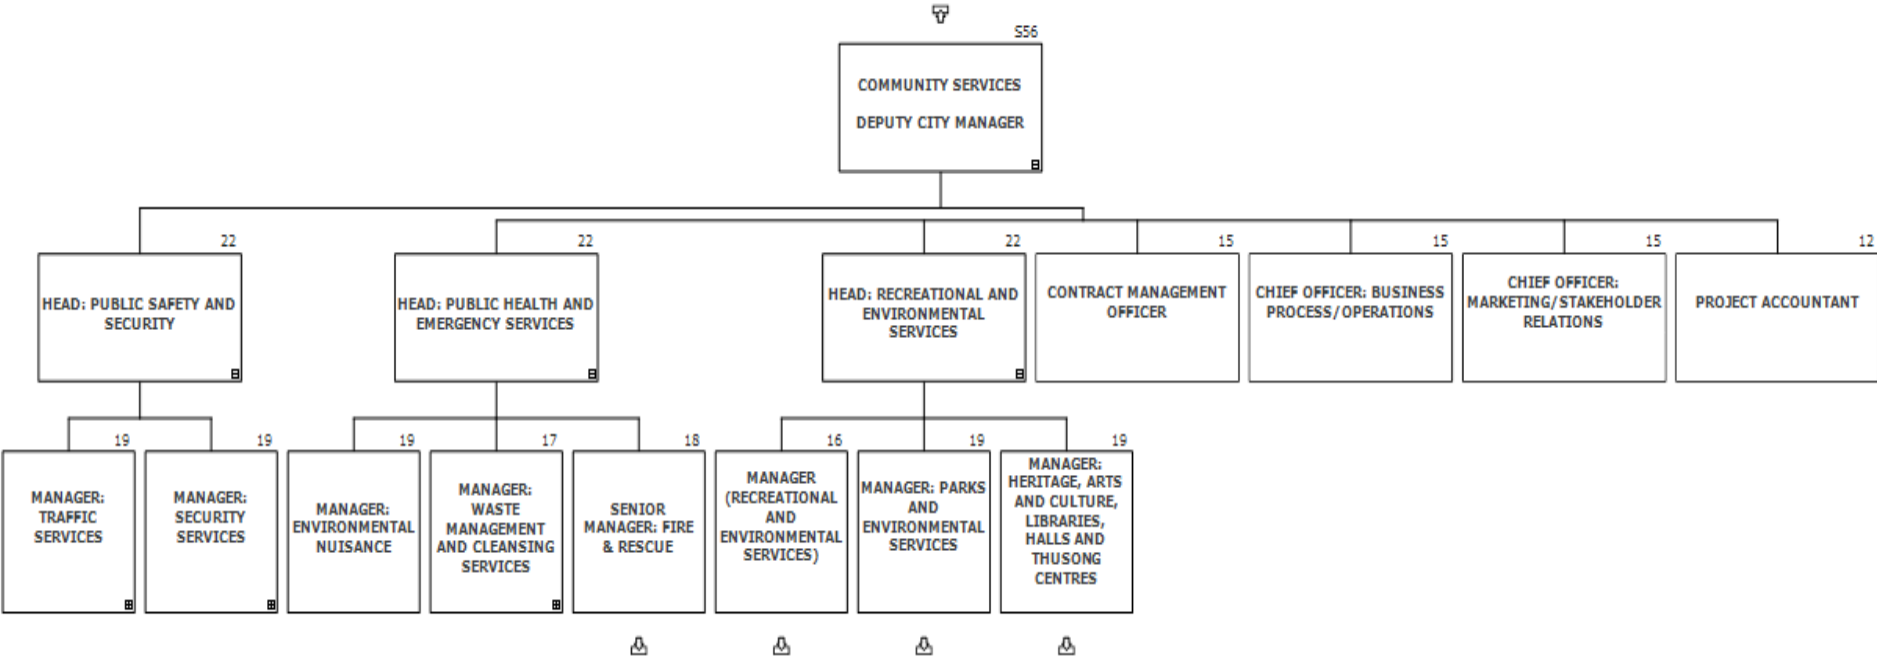 S56
COMMUNITY SERVICES
DEPUTY CITY MANAGER
22
HEAD: PUBLIC SAFETY AND
SECURITY
22
HEAD: PUBLIC HEALTH AND
EMERGENCY SERVICES
22
HEAD: RECREATIONAL AND
ENVIRONMENTAL
SERVICES
15
CONTRACT MANAGEMENT
OFFICER
15
CHIEF OFFICER: BUSINESS
PROCESS/OPERATIONS
15
CHIEF OFFICER:
MARKETING/STAKEHOLDER
RELATIONS
12
PROJECT ACCOUNTANT
19
MANAGER:
TRAFFIC
SERVICES
19
MANAGER:
SECURITY
SERVICES
19
MANAGER:
ENVIRONMENTAL
NUISANCE
17
MANAGER:
WASTE
MANAGEMENT
AND CLEANSING
SERVICES
18
SENIOR
MANAGER: FIRE
& RESCUE
16
MANAGER
(RECREATIONAL
AND
ENVIRONMENTAL
SERVICES)
19
MANAGER: PARKS
AND
ENVIRONMENTAL
SERVICES
19
MANAGER:
HERITAGE, ARTS
AND CULTURE,
LIBRARIES,
HALLS AND
THUSONG
CENTRES